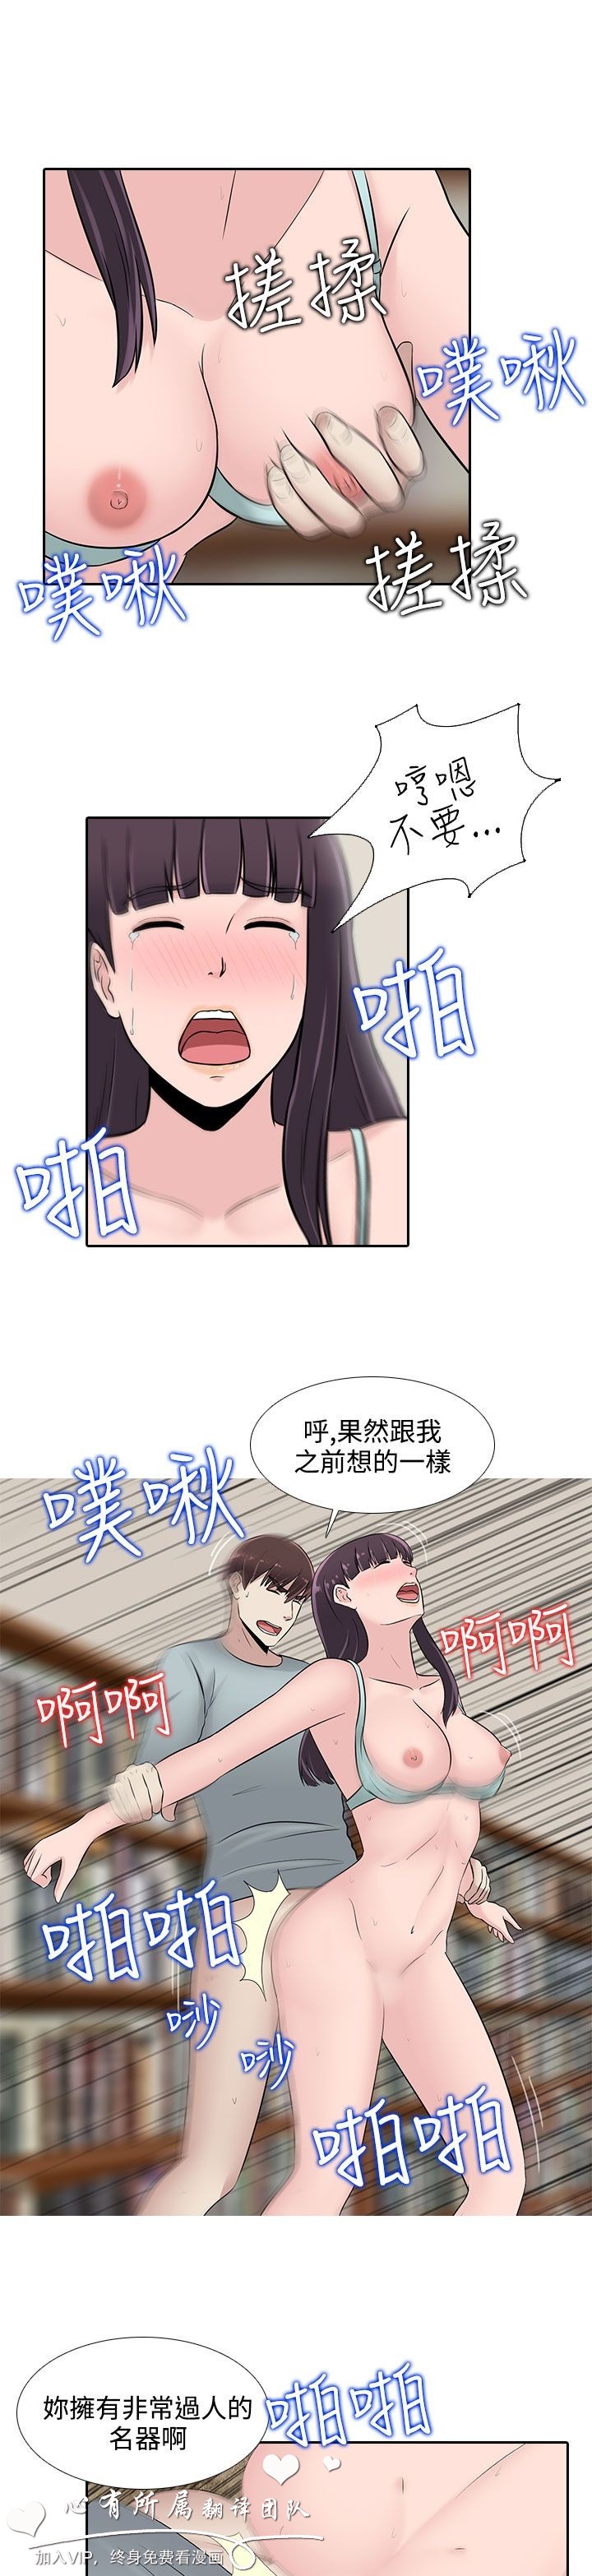 搓揉
噗啾
搓揉
噗啾
哼嗯
不要...
啪
啪
呼,果然跟我
之前想的一樣
噗啾
啊啊
啊啊
啪啪
唦
唦
啪啪
妳擁有非常過人的
名器啊
啪啪
心有所属翻译团队
加入VIP，终身免费看漫画